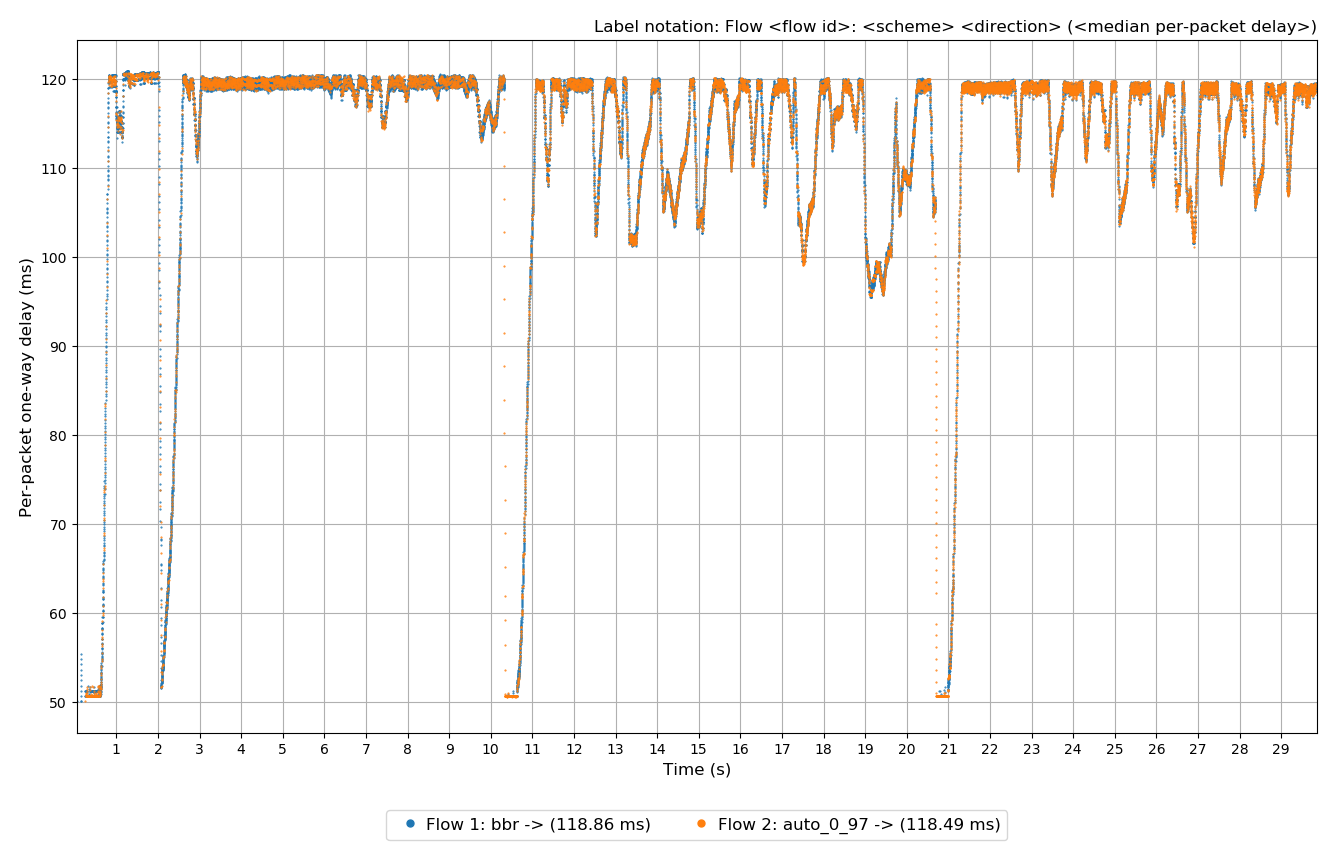 Label notation: Flow <flow id>: <scheme> <direction> (<median per-packet delay>)
Per-packet one-way delay (ms)
120
110
100
90
80
70
60
50
1 2 3 4 5 6 7 8 9 10 11 12 13 14 15 16 17 18 19 20 21 22 23 24 25 26 27 28 29
Time (s)
Flow 1: bbr -> (118.86 ms) Flow 2: auto_0_97 -> (118.49 ms)